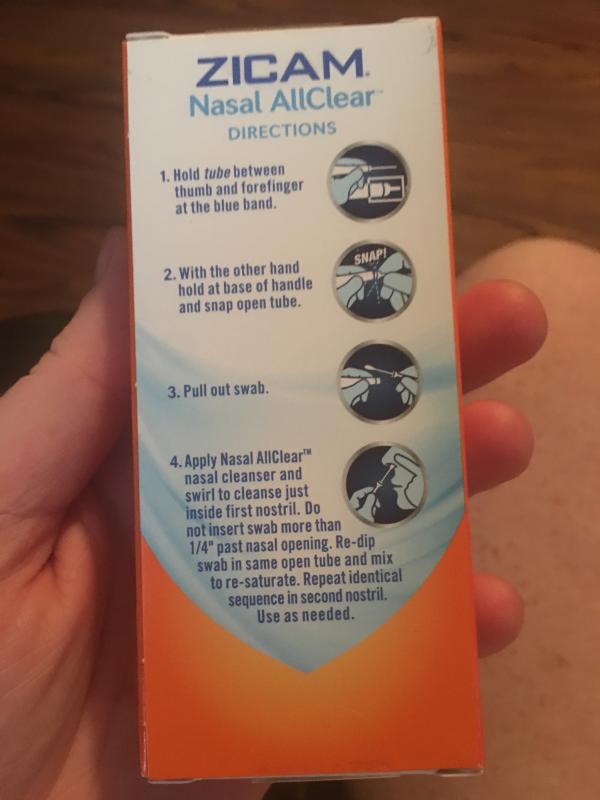 ZICAM®
Nasal AllClear™
DIRECTIONS
1. Hold tube between
thumb and forefinger
at the blue band.
SNAP!
2. With the other hand
hold at base of handle
and snap open tube.
3. Pull out swab.
4. Apply Nasal AllClear™
nasal cleanser and
swirl to cleanse just
inside first nostril. Do
not insert swab more than
1/4" past nasal opening. Re-dip
swab in same open tube and mix
to re-saturate. Repeat identical
sequence in second nostril.
Use as needed.